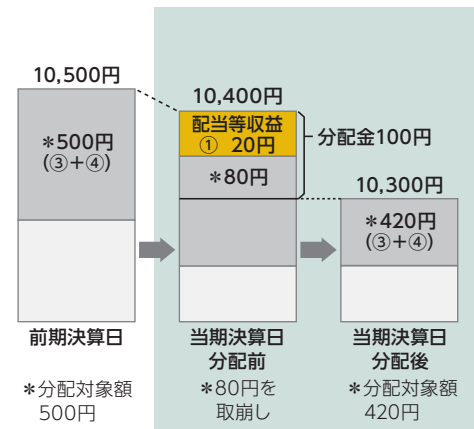 10,500円
*500円
(③+④)
前期決算日
*分配対象額
500円
10,400円
配当等収益
① 20円
*80円
分配金100円
当期決算日
分配前
*80円を
取崩し
10,300円
*420円
(③+④)
当期決算日
分配後
*分配対象額
420円